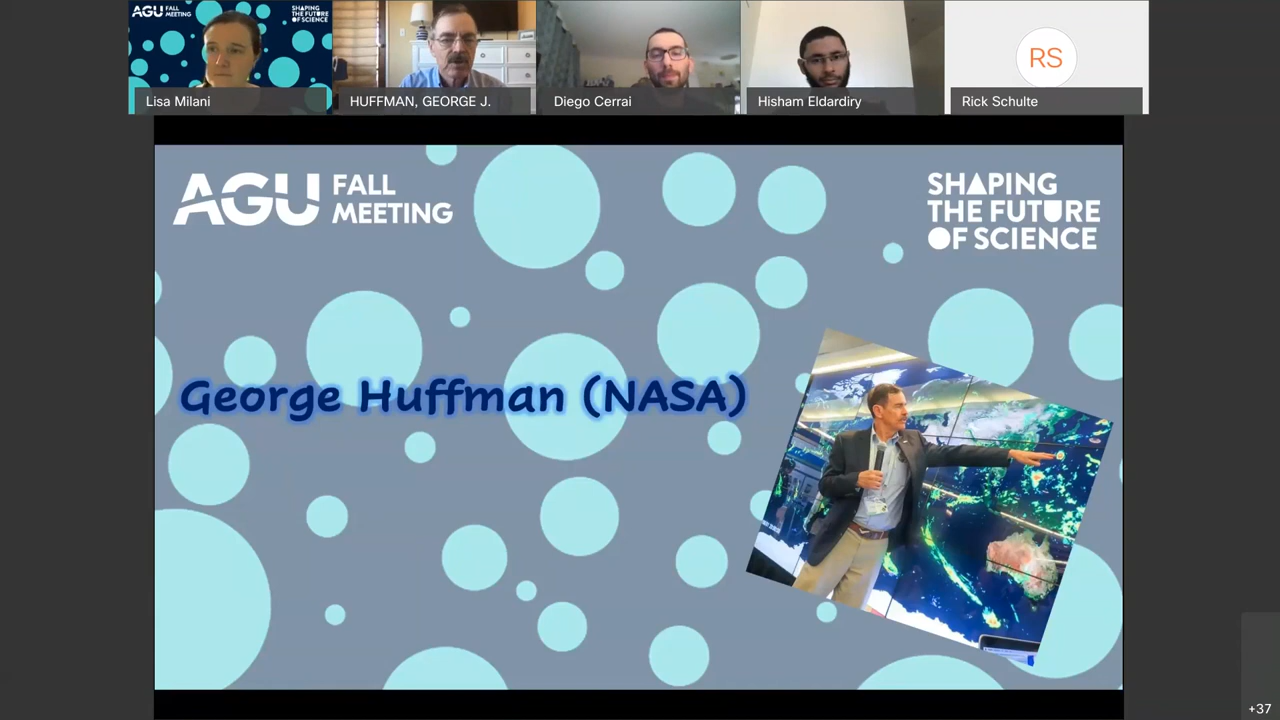 AGU FALL MEETING
SHAPING THE FUTURE OF SCIENCE
Lisa Milani
HUFFMAN, GEORGE J.
Diego Cerrai
Hisham Eldardiry
RS
Rick Schulte
AGU FALL
MEETING
SHAPING
THE FUTURE
OF SCIENCE
George Huffman (NASA)
+37